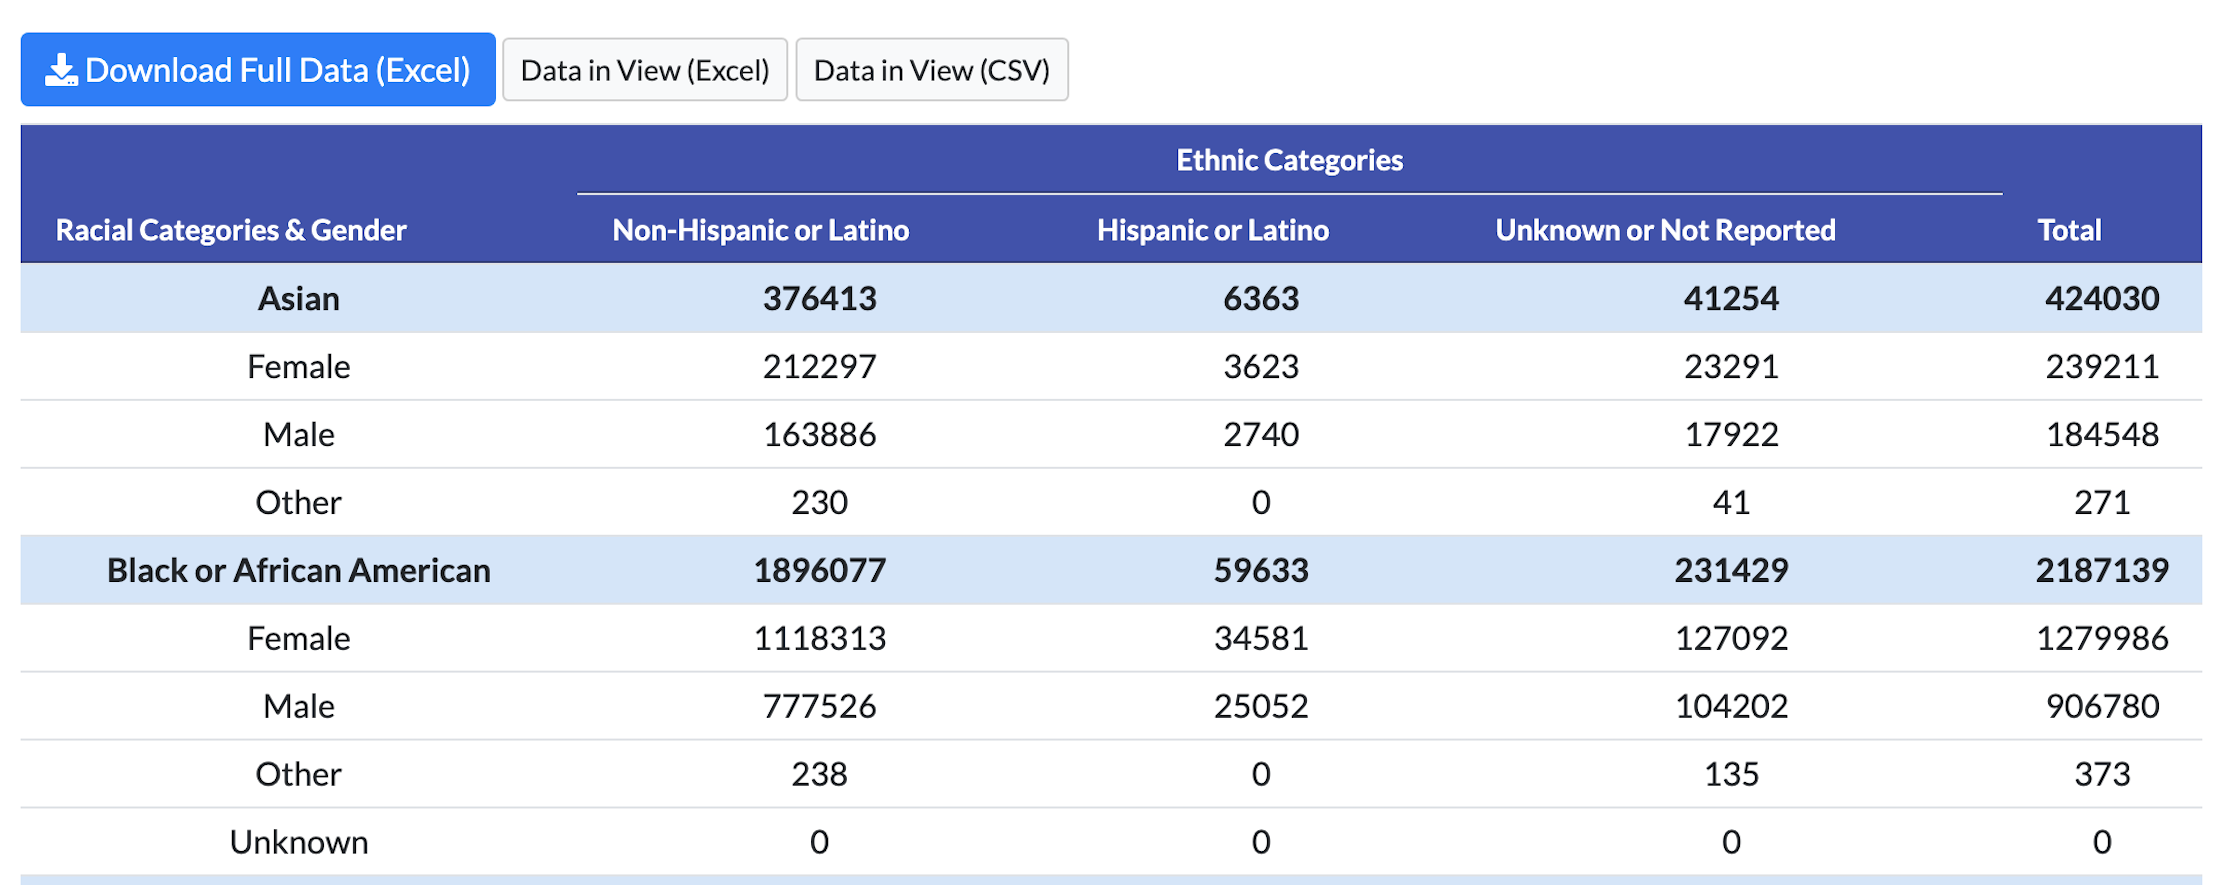 Download Full Data (Excel) Data in View (Excel) Data in View (CSV)
Ethnic Categories
Racial Categories & Gender Non-Hispanic or Latino Hispanic or Latino Unknown or Not Reported Total
Asian 376413 6363 41254 424030
Female 212297 3623 23291 239211
Male 163886 2740 17922 184548
Other 230 0 41 271
Black or African American 1896077 59633 231429 2187139
Female 1118313 34581 127092 1279986
Male 777526 25052 104202 906780
Other 238 0 135 373
Unknown 0 0 0 0